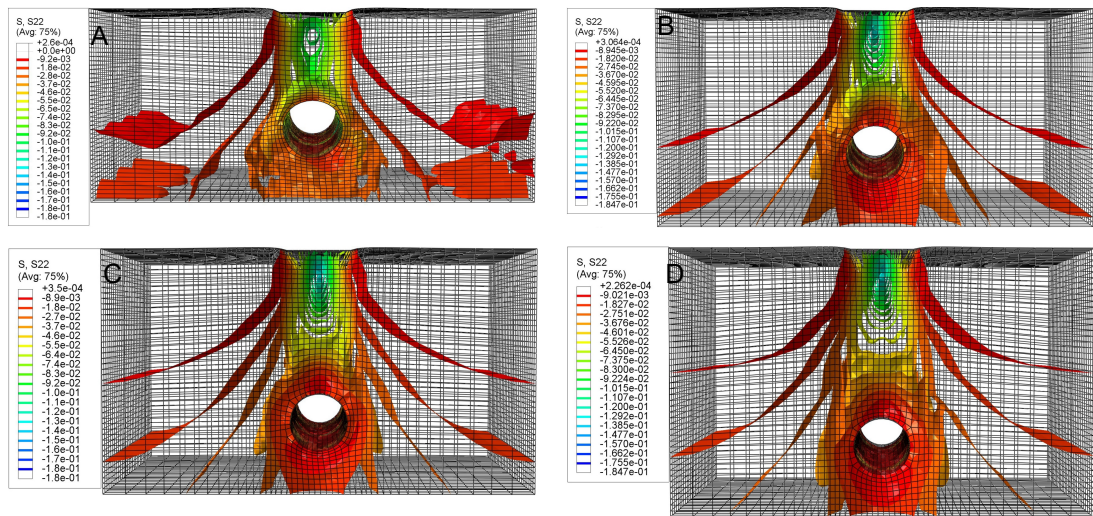 S, S22
(Avg: 75%)
+2.6e-04
+0.0e+00
-9.2e-03
-1.8e-02
-2.8e-02
-3.7e-02
-4.6e-02
-5.5e-02
-6.5e-02
-7.4e-02
-8.3e-02
-9.2e-02
-1.0e-01
-1.1e-01
-1.2e-01
-1.3e-01
-1.4e-01
-1.5e-01
-1.6e-01
-1.7e-01
-1.8e-01
-1.8e-01
A
S, S22
(Avg: 75%)
+3.064e-04
-8.945e-03
-1.820e-02
-2.745e-02
-3.670e-02
-4.595e-02
-5.520e-02
-6.445e-02
-7.370e-02
-8.295e-02
-9.220e-02
-1.015e-01
-1.107e-01
-1.200e-01
-1.292e-01
-1.385e-01
-1.477e-01
-1.570e-01
-1.662e-01
-1.755e-01
-1.847e-01
B
S, S22
(Avg: 75%)
+3.5e-04
-8.9e-03
-1.8e-02
-2.7e-02
-3.7e-02
-4.6e-02
-5.5e-02
-6.4e-02
-7.4e-02
-8.3e-02
-9.2e-02
-1.0e-01
-1.1e-01
-1.2e-01
-1.3e-01
-1.4e-01
-1.5e-01
-1.6e-01
-1.7e-01
-1.8e-01
-1.8e-01
C
S, S22
(Avg: 75%)
+2.262e-04
-9.021e-03
-1.827e-02
-2.751e-02
-3.676e-02
-4.601e-02
-5.526e-02
-6.450e-02
-7.375e-02
-8.300e-02
-9.224e-02
-1.015e-01
-1.107e-01
-1.200e-01
-1.292e-01
-1.385e-01
-1.477e-01
-1.570e-01
-1.662e-01
-1.755e-01
-1.847e-01
D